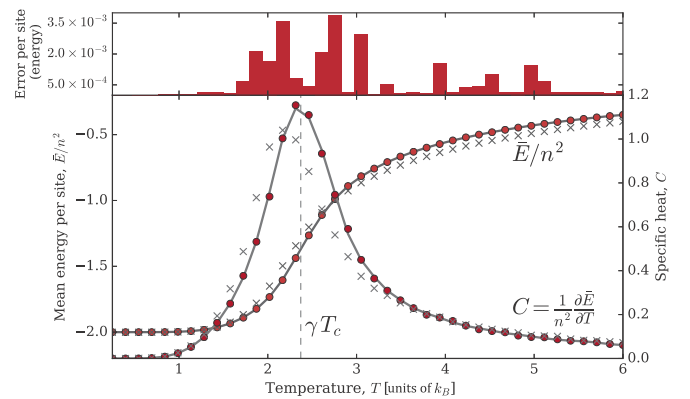 Error per site
(energy)
3.5 × 10⁻³
2.0 × 10⁻³
5.0 × 10⁻⁴
Mean energy per site, Ē/n²
−0.5
−1.0
−1.5
−2.0
1.2
1.0
0.8
0.6
0.4
0.2
0.0
Specific heat, C
Ē/n²
C = 1/n² ∂Ē/∂T
γT_c
1 2 3 4 5 6
Temperature, T [units of k_B]